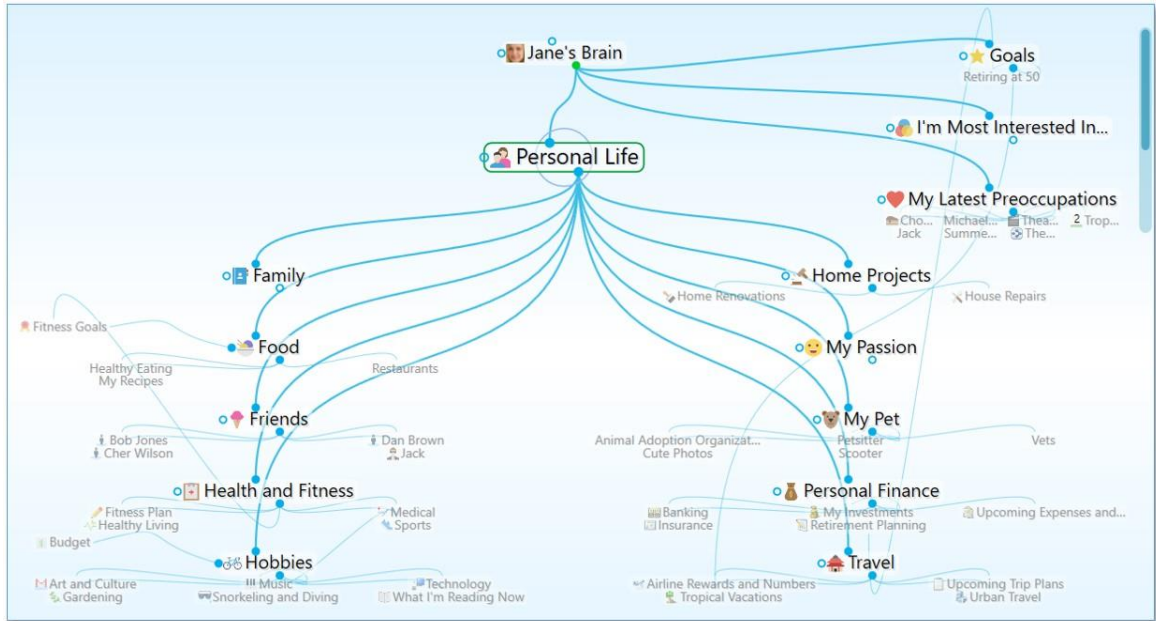 Jane's Brain
Goals
Retiring at 50
I'm Most Interested In...
Personal Life
My Latest Preoccupations
Cho... Michael... Thea... 2 Trop...
Jack Summe... The...
Family
Home Projects
Home Renovations House Repairs
Fitness Goals
Food
My Passion
Healthy Eating Restaurants
My Recipes
Friends
My Pet
Bob Jones Dan Brown
Cher Wilson Jack
Animal Adoption Organizat... Petsitter Vets
Cute Photos Scooter
Health and Fitness
Personal Finance
Fitness Plan Medical
Healthy Living Sports
Banking My Investments Upcoming Expenses and...
Insurance Retirement Planning
Budget
Hobbies
Travel
Art and Culture Music Technology
Gardening Snorkeling and Diving What I'm Reading Now
Airline Rewards and Numbers Upcoming Trip Plans
Tropical Vacations Urban Travel